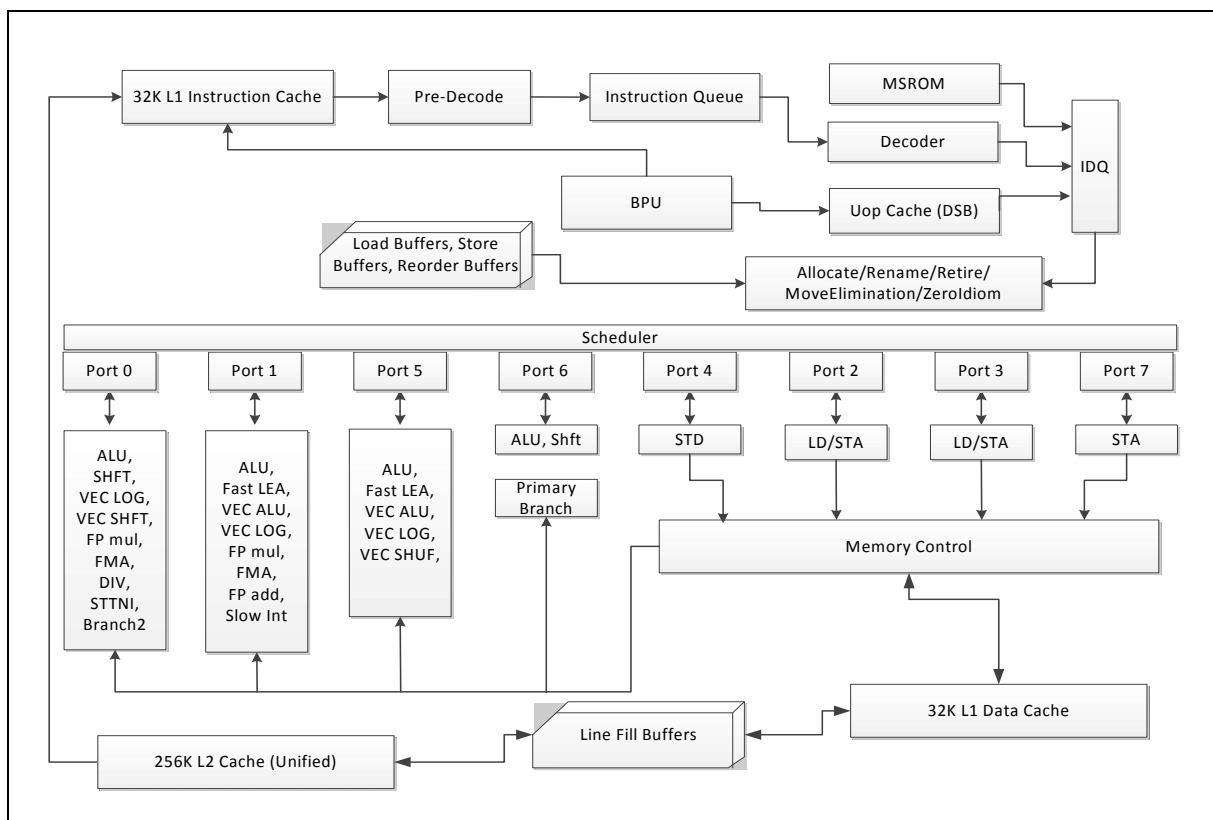 32K L1 Instruction Cache
Pre-Decode
Instruction Queue
MSROM
Decoder
IDQ
BPU
Uop Cache (DSB)
Load Buffers, Store
Buffers, Reorder Buffers
Allocate/Rename/Retire/
MoveElimination/ZeroIdiom
Scheduler
Port 0
Port 1
Port 5
Port 6
Port 4
Port 2
Port 3
Port 7
ALU,
SHFT,
VEC LOG,
VEC SHFT,
FP mul,
FMA,
DIV,
STTNI,
Branch2
ALU,
Fast LEA,
VEC ALU,
VEC LOG,
FP mul,
FMA,
FP add,
Slow Int
ALU,
Fast LEA,
VEC ALU,
VEC LOG,
VEC SHUF,
ALU, Shft
Primary
Branch
STD
LD/STA
LD/STA
STA
Memory Control
32K L1 Data Cache
Line Fill Buffers
256K L2 Cache (Unified)